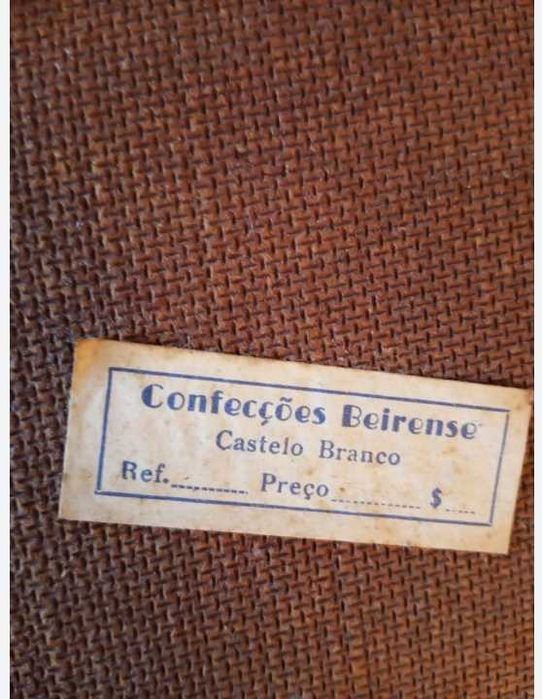 Confecções Beirense
Castelo Branco
Ref.
Preço $